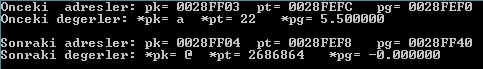 Onceki  adresler: pk= 0028FF03  pt= 0028FEFC   pg= 0028FEF0
Onceki degerler: *pk= a  *pt= 22   *pg= 5.500000
Sonraki adresler: pk= 0028FF04  pt= 0028FEF8   pg= 0028FF40
Sonraki degerler: *pk= @  *pt= 2686864   *pg= -0.000000